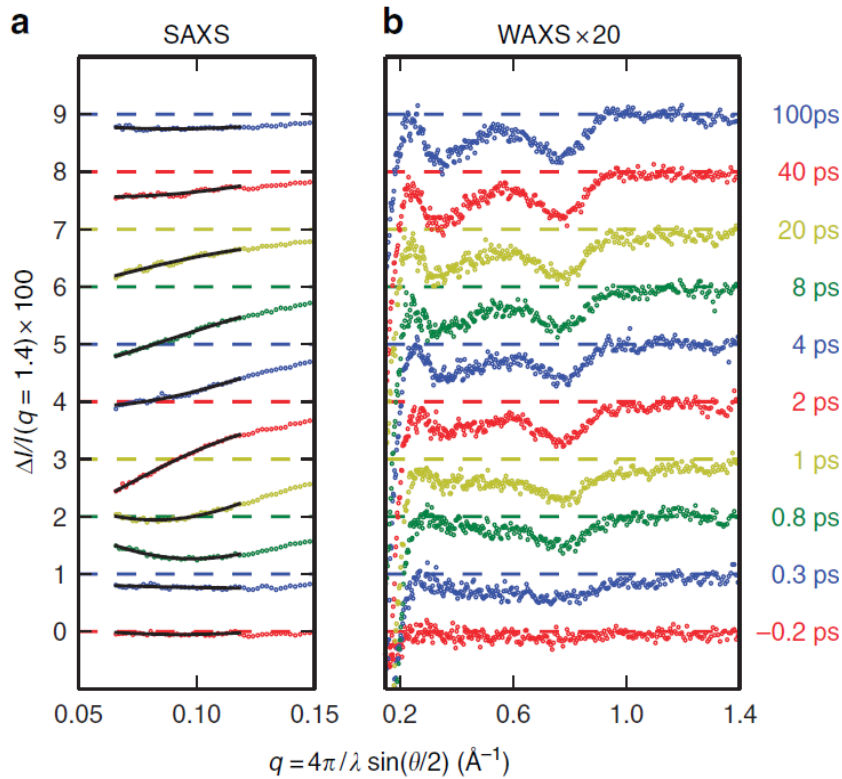 a
SAXS
b
WAXS × 20
ΔI/I(q = 1.4) × 100
9
8
7
6
5
4
3
2
1
0
100ps
40 ps
20 ps
8 ps
4 ps
2 ps
1 ps
0.8 ps
0.3 ps
−0.2 ps
0.05
0.10
0.15
0.2
0.6
1.0
1.4
q = 4π/λ sin(θ/2) (Å⁻¹)